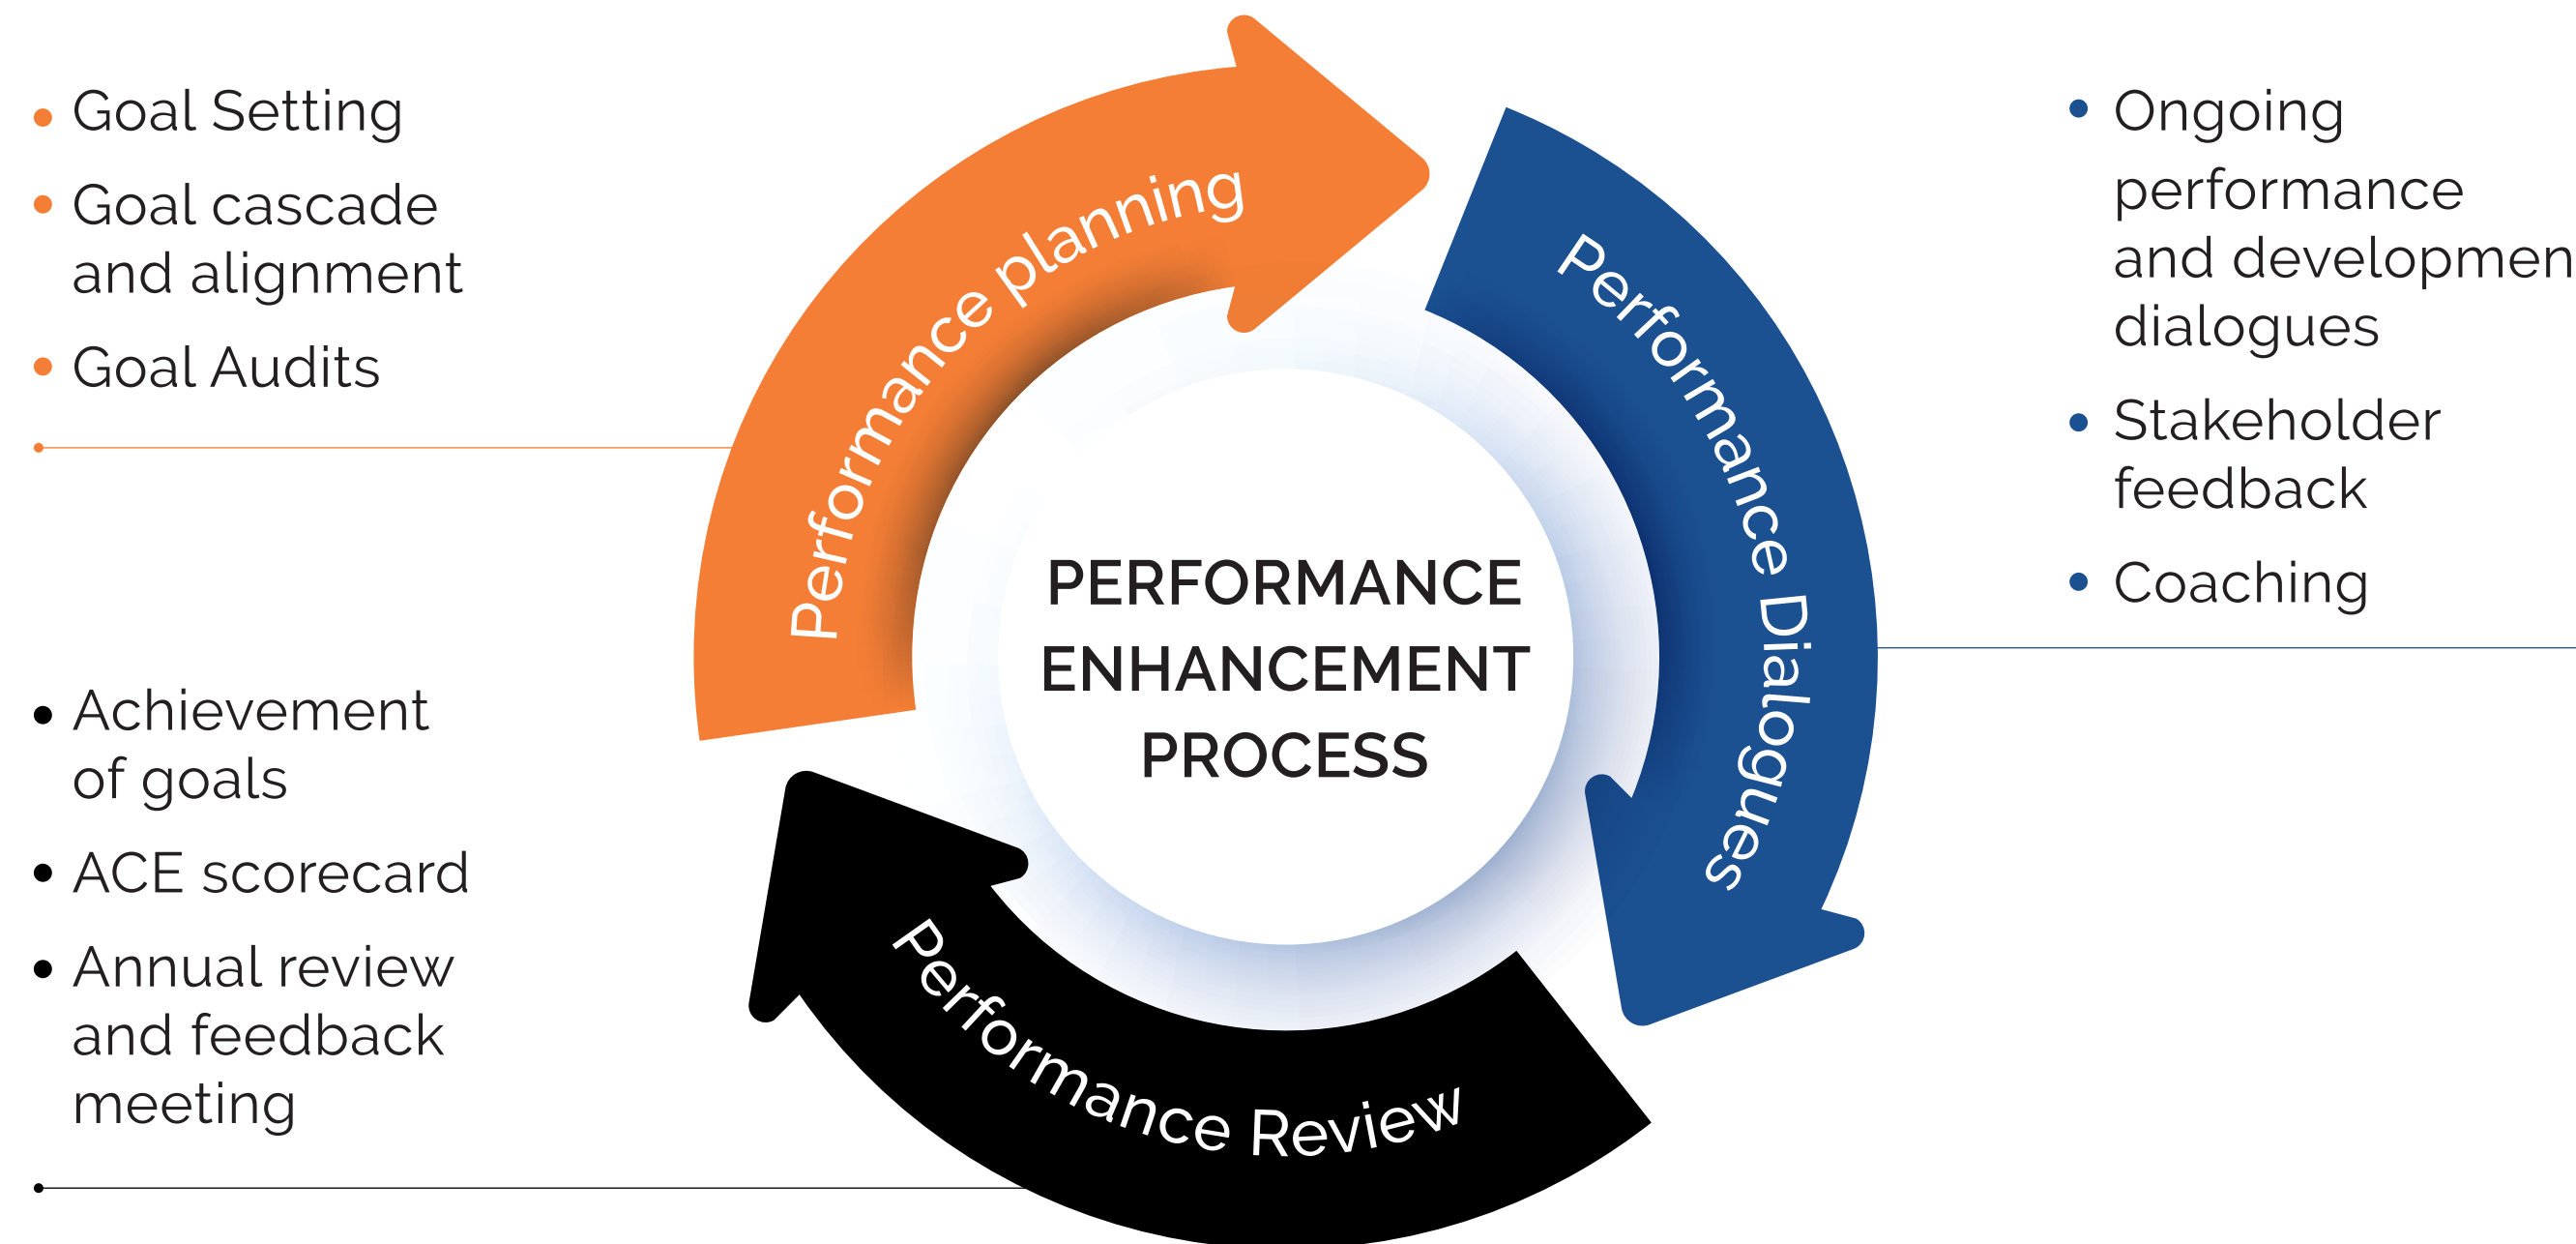 Goal Setting
Goal cascade
and alignment
Goal Audits
Performance planning
Performance Dialogues
Ongoing
performance
and developmen
dialogues
Stakeholder
feedback
Coaching
PERFORMANCE
ENHANCEMENT
PROCESS
Achievement
of goals
ACE scorecard
Annual review
and feedback
meeting
Performance Review